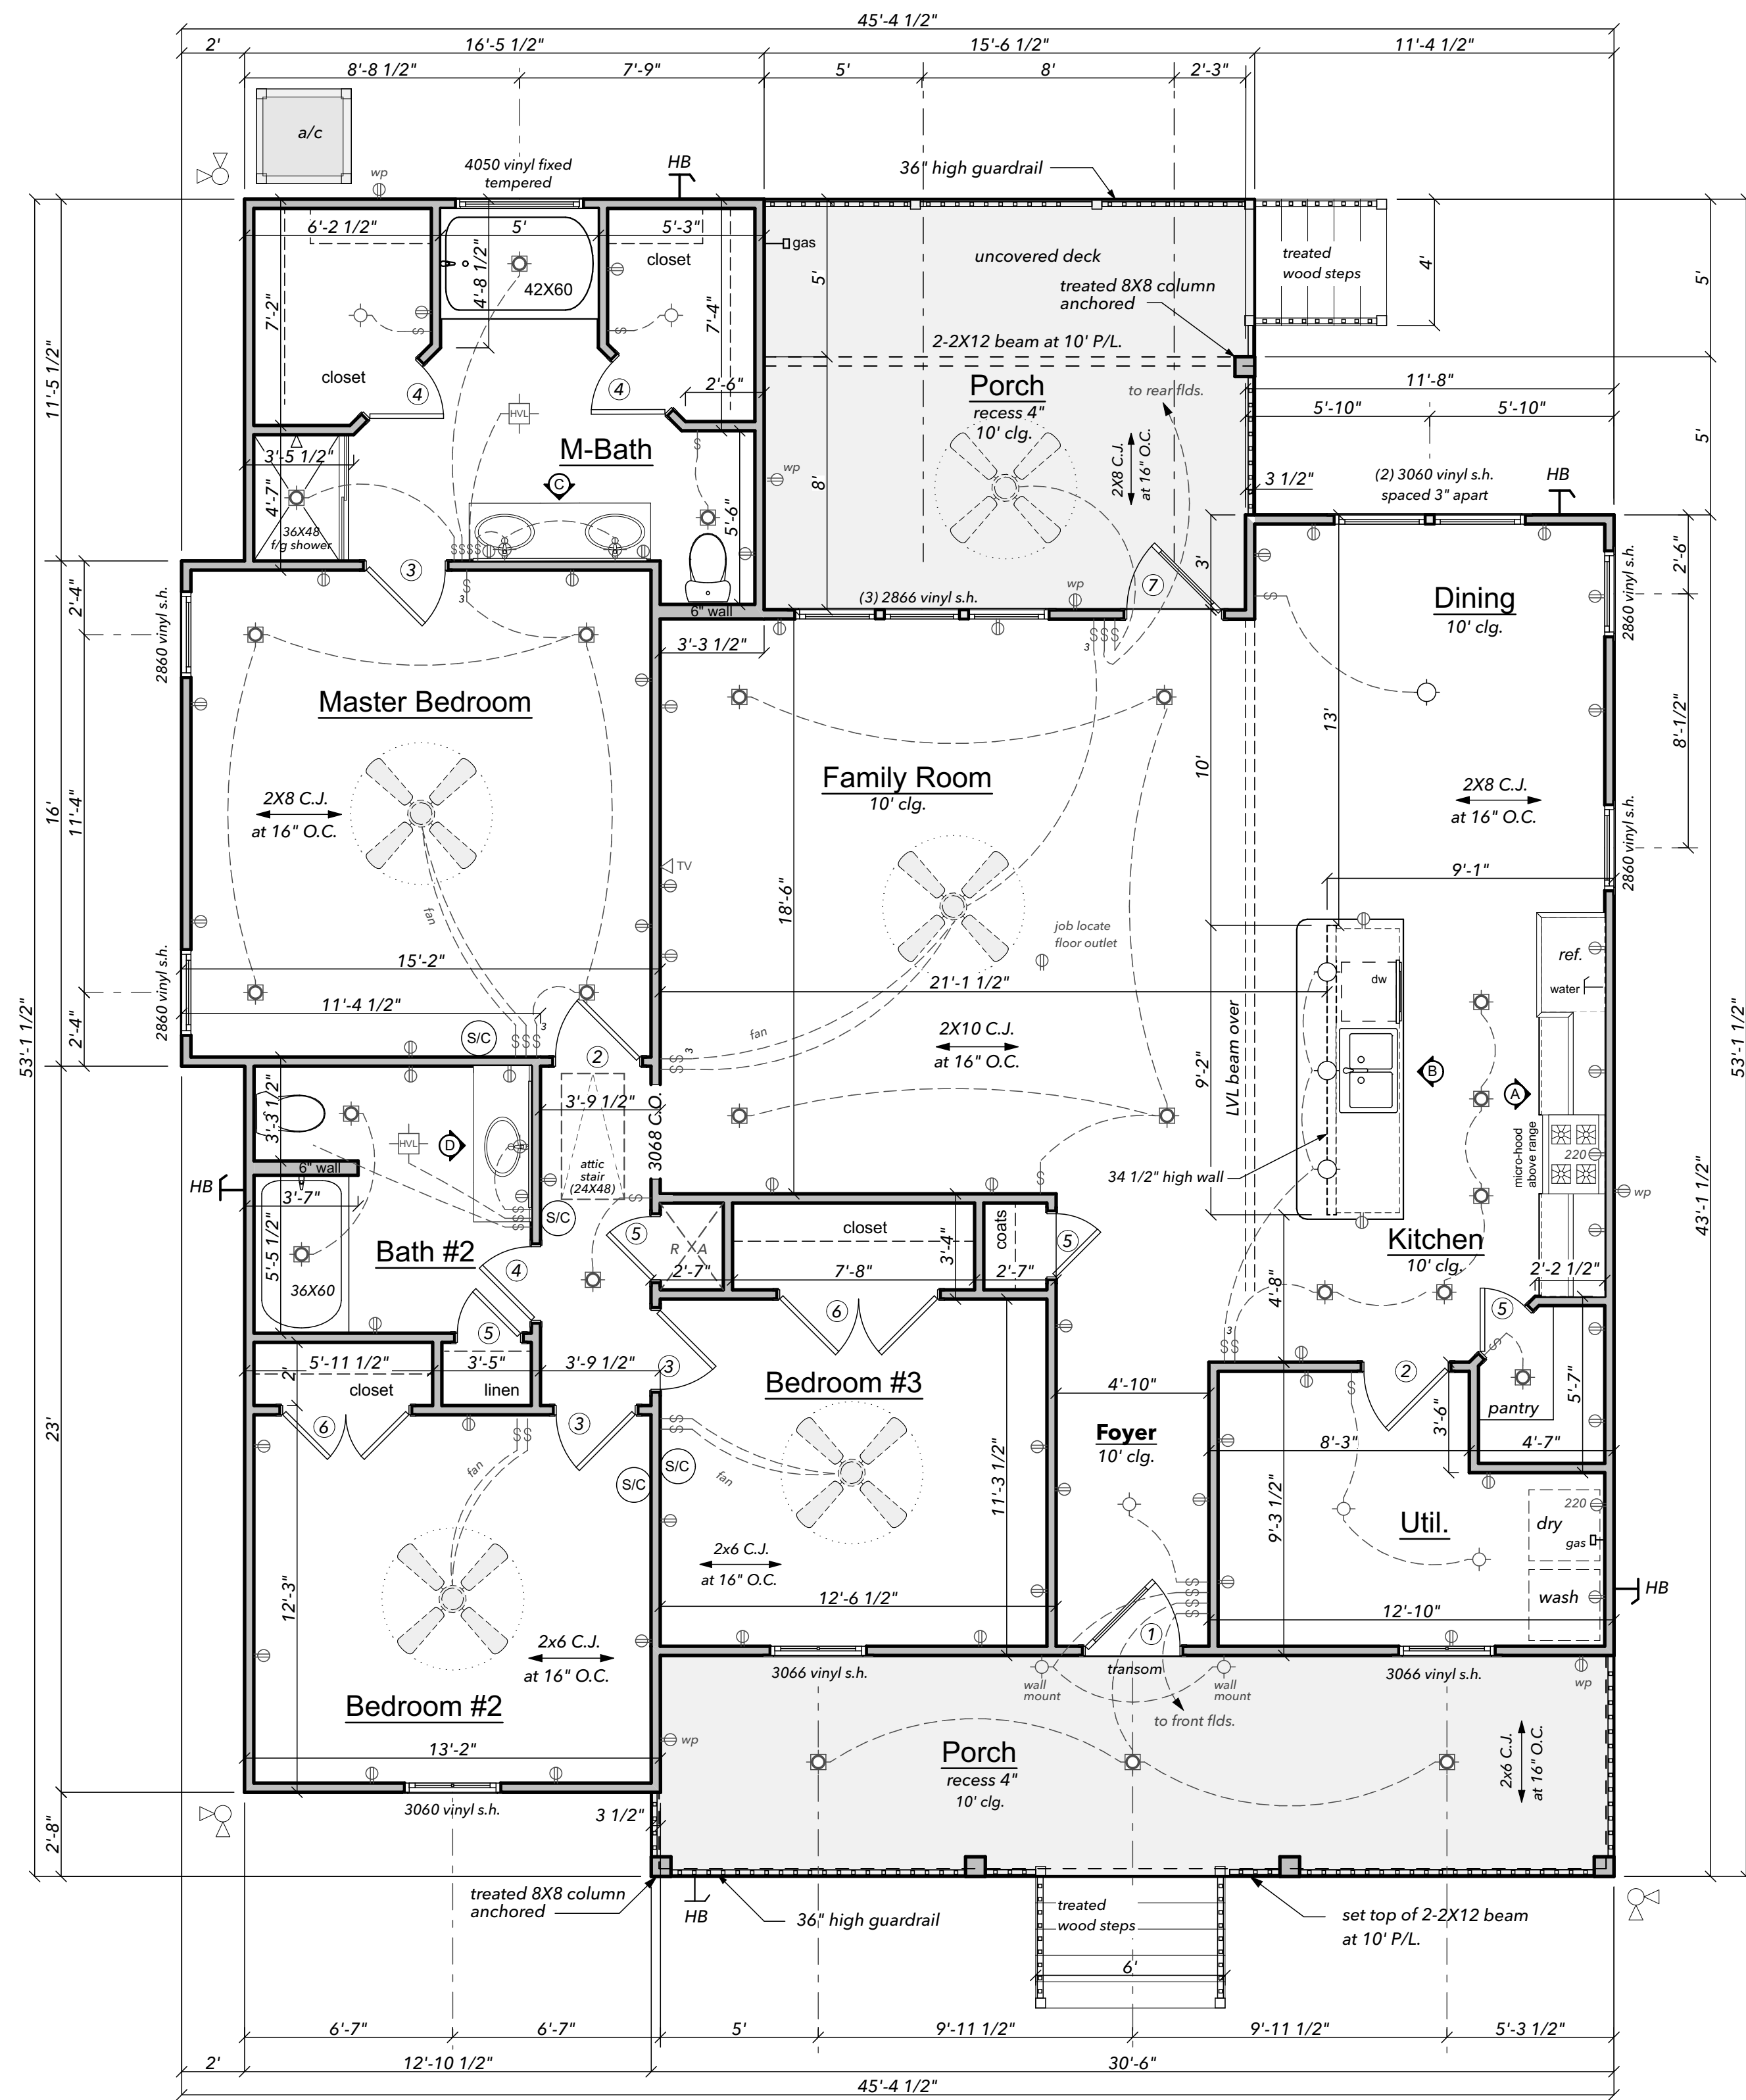 45'-4 1/2"
2'
16'-5 1/2"
15'-6 1/2"
11'-4 1/2"
8'-8 1/2"
7'-9"
5'
8'
2'-3"
a/c
wp
4050 vinyl fixed
tempered
HB
36" high guardrail
6'-2 1/2"
5'
5'-3"
gas
closet
uncovered deck
treated
wood steps
4'
5'
5'
4'-8 1/2"
42X60
treated 8X8 column
anchored
7'-2"
7'-4"
2-2X12 beam at 10' P/L.
11'-5 1/2"
closet
4
4
2'-6"
Porch
recess 4"
10' clg.
to rear flds.
11'-8"
5'-10"
5'-10"
5'
HVL
M-Bath
3'-5 1/2"
4'-7"
C
wp
8'
2X8 C.J.
at 16" O.C.
3 1/2"
(2) 3060 vinyl s.h.
spaced 3" apart
HB
36X48
f/g shower
5'-6"
3
3
6" wall
(3) 2866 vinyl s.h.
wp
7
3'
2'-6"
2860 vinyl s.h.
Dining
10' clg.
2'-4"
2860 vinyl s.h.
3'-3 1/2"
3
Master Bedroom
13'
8'-1/2"
Family Room
10' clg.
10'
2X8 C.J.
at 16" O.C.
2X8 C.J.
at 16" O.C.
16'
11'-4"
TV
2860 vinyl s.h.
18'-6"
9'-1"
fan
job locate
floor outlet
ref.
water
dw
15'-2"
21'-1 1/2"
11'-4 1/2"
2860 vinyl s.h.
2'-4"
53'-1 1/2"
53'-1 1/2"
S/C
3
2
3
fan
2X10 C.J.
at 16" O.C.
LVL beam over
9'-2"
B
A
3'-3 1/2"
3'-9 1/2"
3068 C.O.
HVL
D
attic
stair
(24X48)
micro-hood
above range
220
6" wall
34 1/2" high wall
HB
3'-7"
S/C
wp
43'-1 1/2"
5'-5 1/2"
Bath #2
36X60
4
5
R A
2'-7"
closet
7'-8"
3'-4"
coats
2'-7"
5
Kitchen
10' clg.
2'-2 1/2"
4'-8"
5
6
3
5
2'
5'-11 1/2"
3'-5"
3'-9 1/2"
3
closet
linen
Bedroom #3
4'-10"
2
3'-6"
pantry
5'-7"
6
3
Foyer
10' clg.
8'-3"
4'-7"
23'
fan
S/C
S/C
fan
11'-3 1/2"
9'-3 1/2"
Util.
220
dry
gas
12'-3"
2x6 C.J.
at 16" O.C.
12'-6 1/2"
wash
HB
12'-10"
1
2x6 C.J.
at 16" O.C.
3066 vinyl s.h.
transom
3066 vinyl s.h.
wall
mount
wall
mount
wp
Bedroom #2
to front flds.
13'-2"
wp
Porch
recess 4"
10' clg.
2x6 C.J.
at 16" O.C.
3060 vinyl s.h.
3 1/2"
2'-8"
treated 8X8 column
anchored
HB
36" high guardrail
treated
wood steps
set top of 2-2X12 beam
at 10' P/L.
6'
6'-7"
6'-7"
5'
9'-11 1/2"
9'-11 1/2"
5'-3 1/2"
2'
12'-10 1/2"
30'-6"
45'-4 1/2"